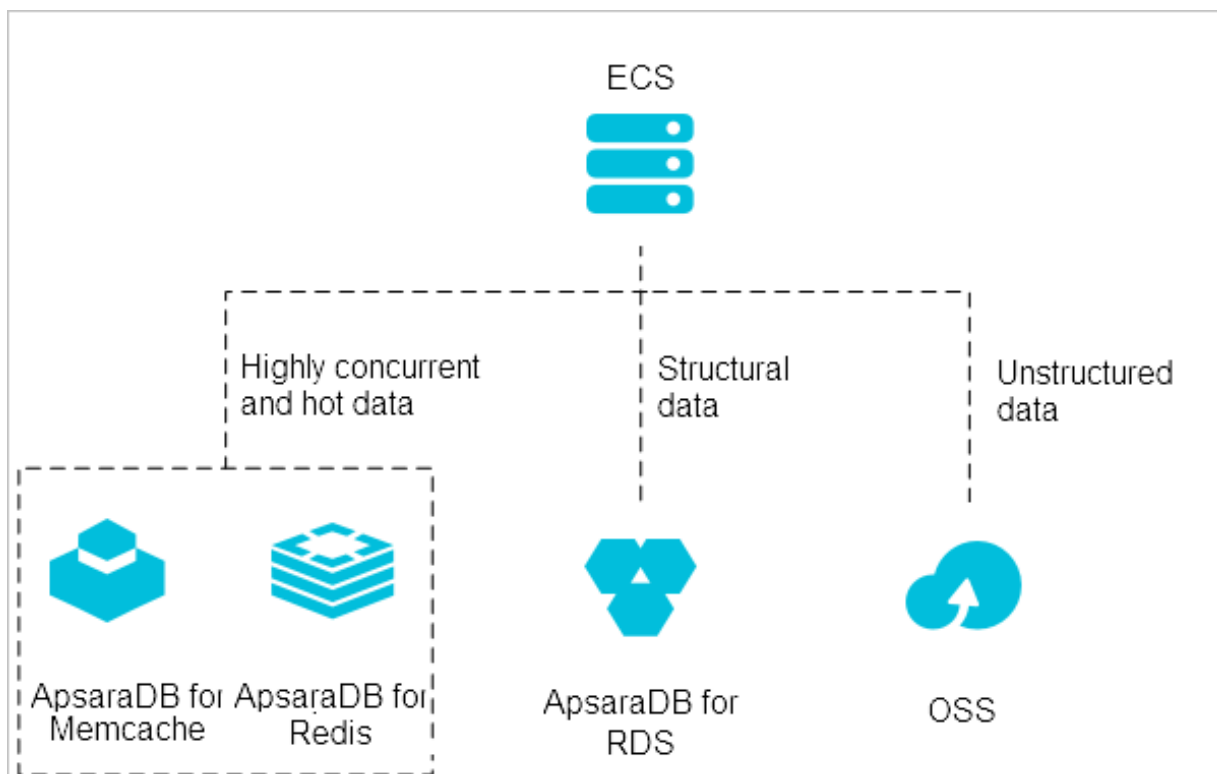 ECS
Highly concurrent
and hot data
Structural
data
Unstructured
data
ApsaraDB for
Memcache
ApsaraDB for
Redis
ApsaraDB for
RDS
OSS